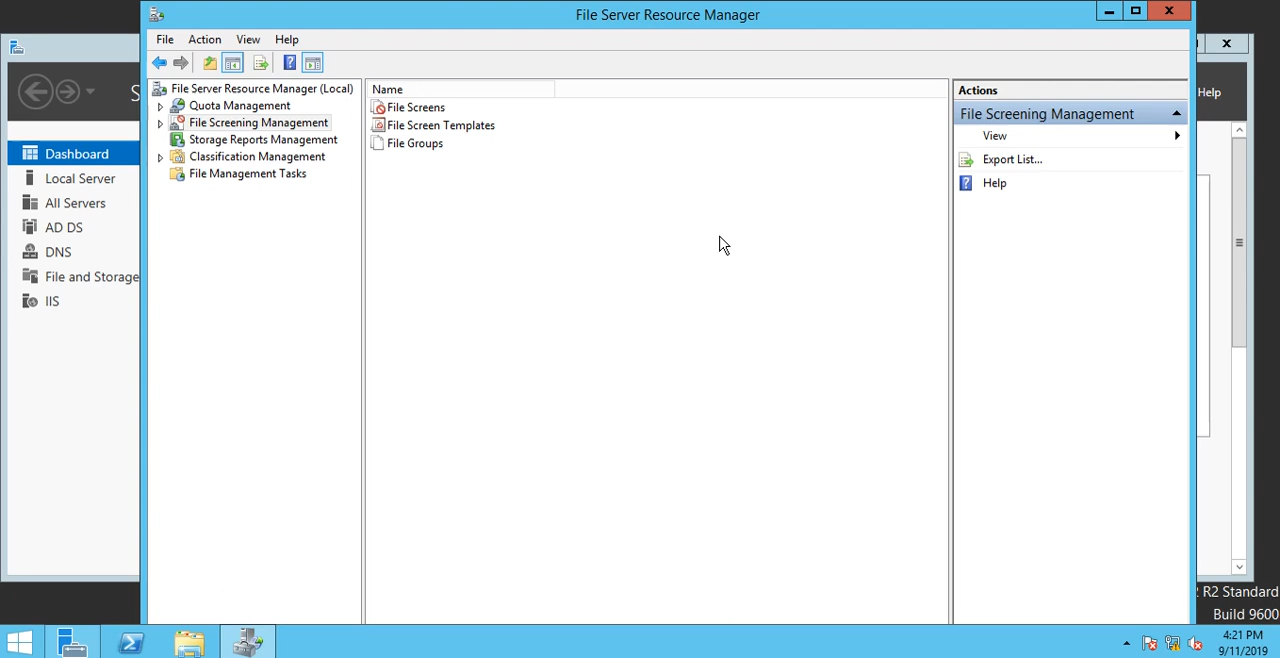 File Server Resource Manager
File Action View Help
File Server Resource Manager (Local)
Quota Management
File Screening Management
Storage Reports Management
Classification Management
File Management Tasks
Name
File Screens
File Screen Templates
File Groups
Actions
File Screening Management
View
Export List...
Help
S
Help
Dashboard
Local Server
All Servers
AD DS
DNS
File and Storage
IIS
R2 Standard
Build 9600
4:21 PM
9/11/2019